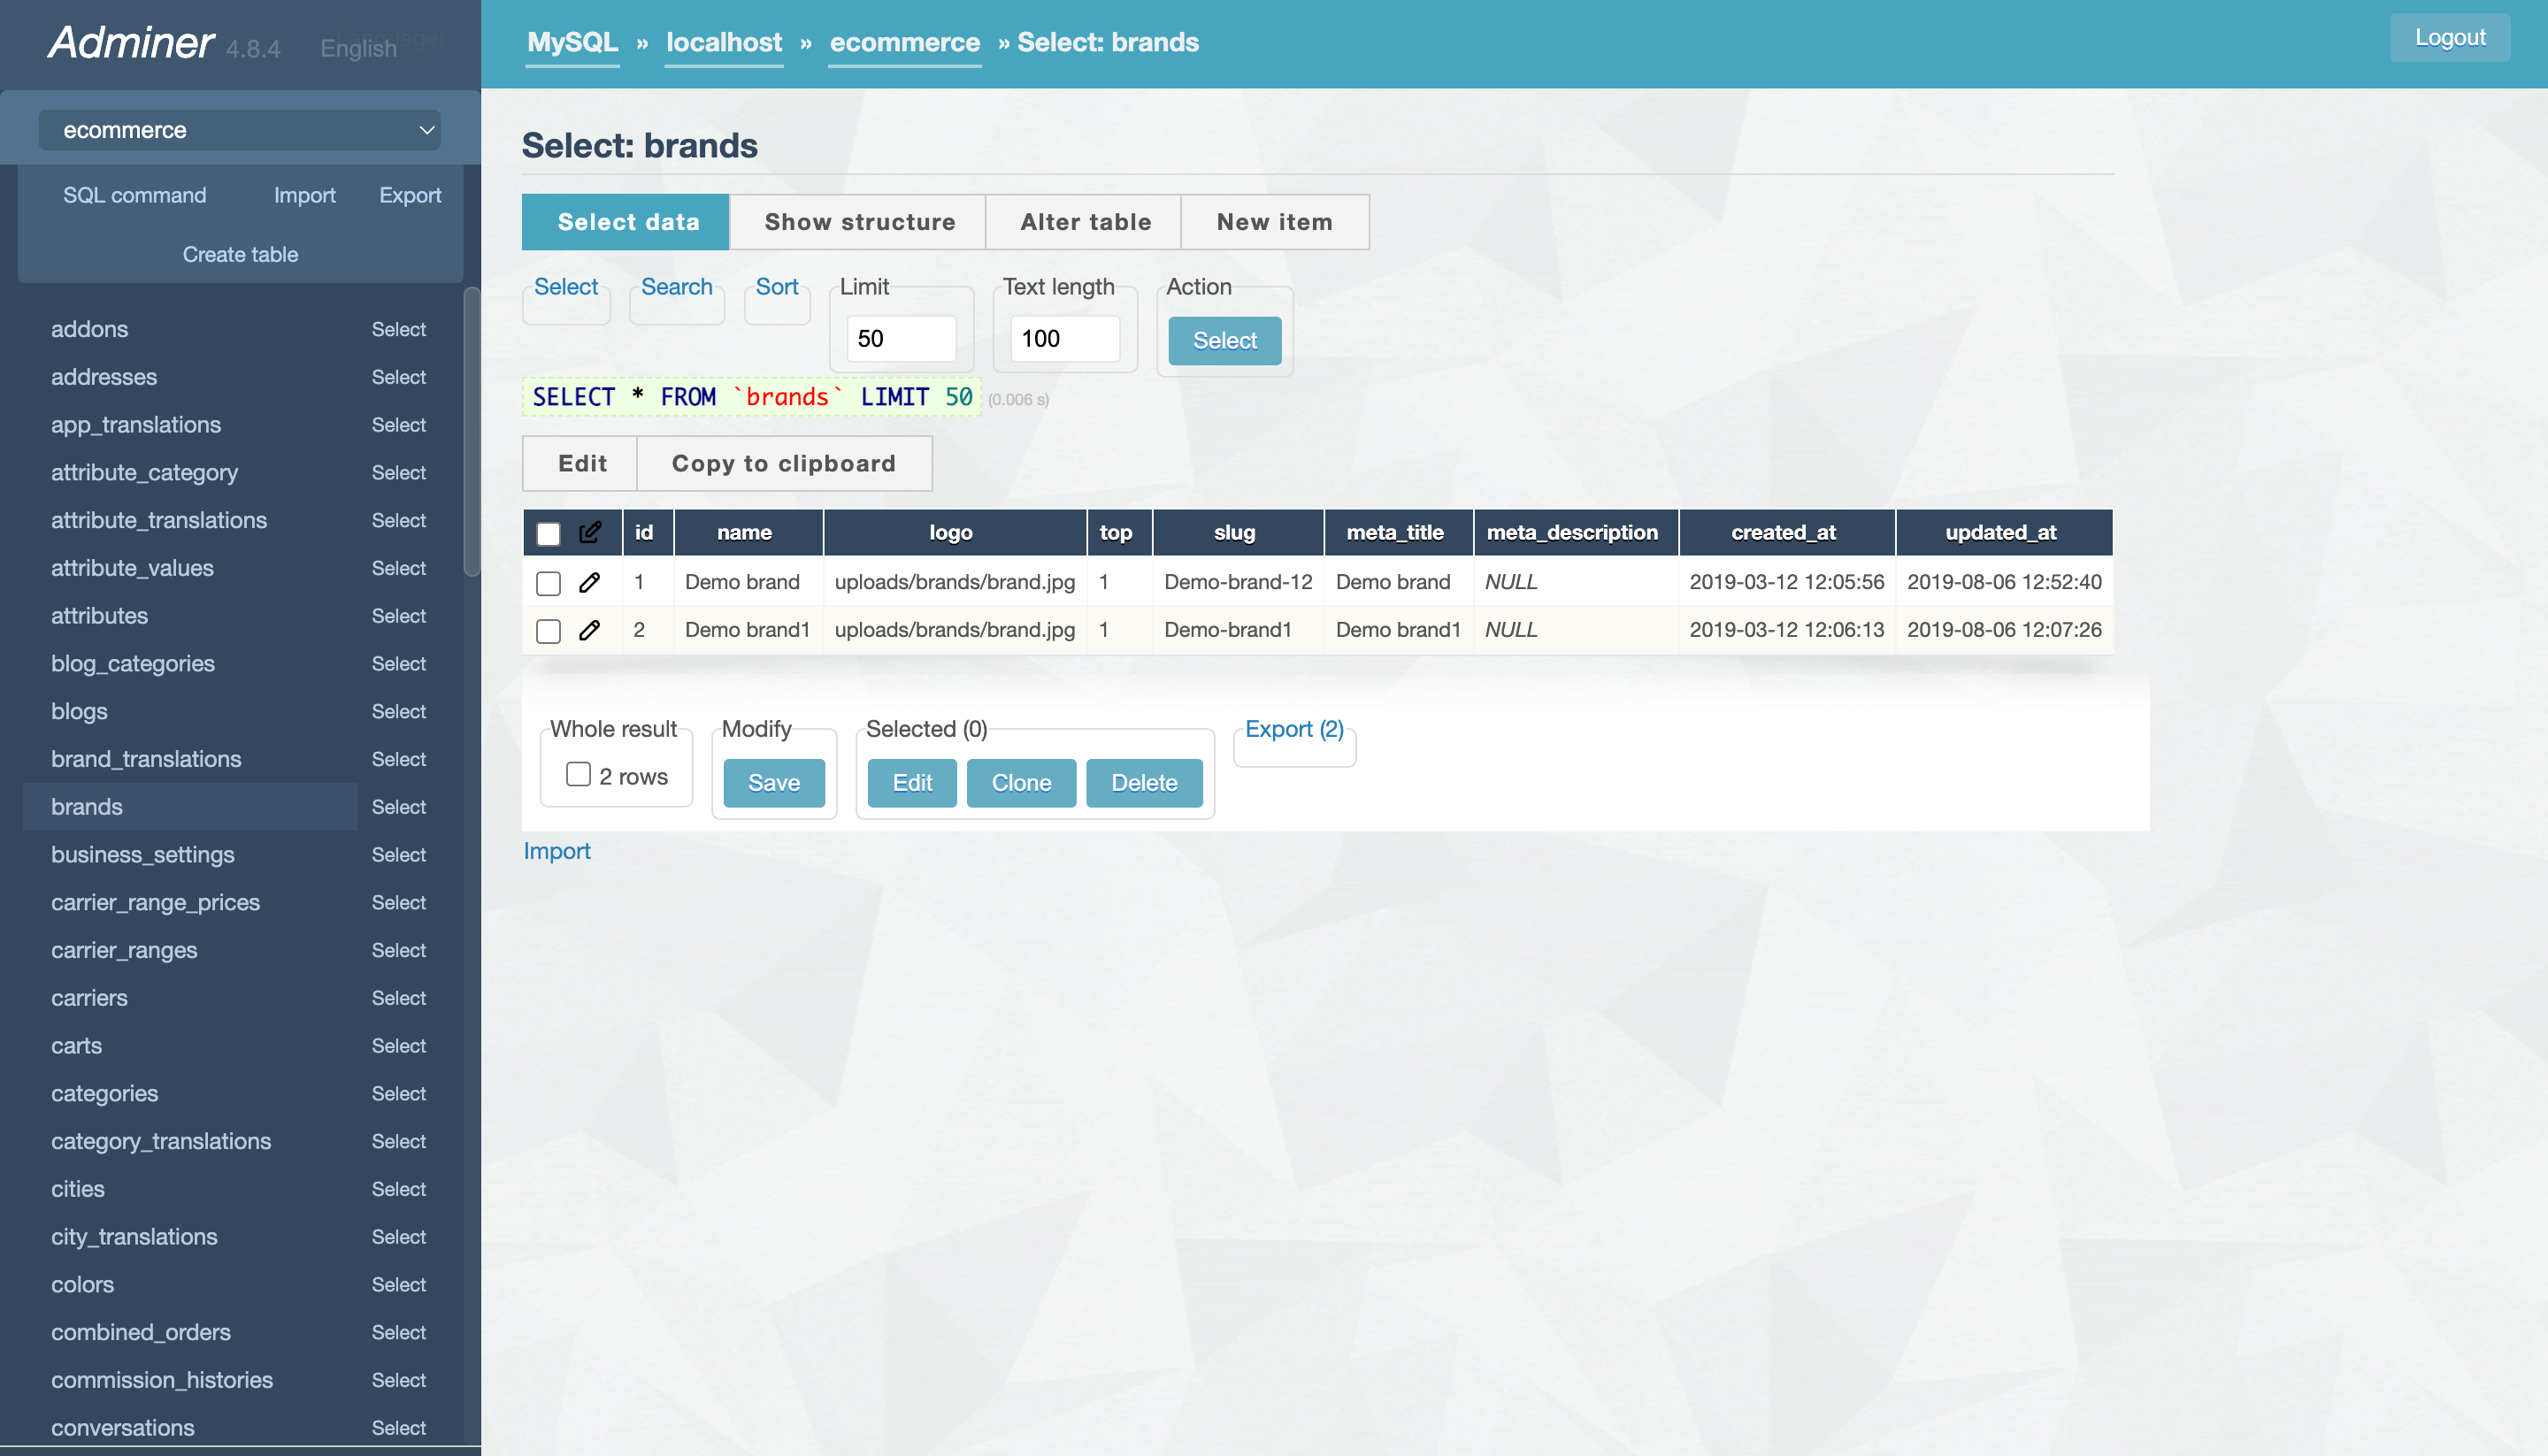 Adminer 4.8.4 Language: English
MySQL » localhost » ecommerce » Select: brands
Logout
ecommerce
SQL command Import Export
Create table
addons Select
addresses Select
app_translations Select
attribute_category Select
attribute_translations Select
attribute_values Select
attributes Select
blog_categories Select
blogs Select
brand_translations Select
brands Select
business_settings Select
carrier_range_prices Select
carrier_ranges Select
carriers Select
carts Select
categories Select
category_translations Select
cities Select
city_translations Select
colors Select
combined_orders Select
commission_histories Select
conversations Select
Select: brands
Select data Show structure Alter table New item
Select Search Sort Limit Text length Action
50 100 Select
SELECT * FROM `brands` LIMIT 50 (0.006 s)
Edit Copy to clipboard
id name logo top slug meta_title meta_description created_at updated_at
1 Demo brand uploads/brands/brand.jpg 1 Demo-brand-12 Demo brand NULL 2019-03-12 12:05:56 2019-08-06 12:52:40
2 Demo brand1 uploads/brands/brand.jpg 1 Demo-brand1 Demo brand1 NULL 2019-03-12 12:06:13 2019-08-06 12:07:26
Whole result Modify Selected (0) Export (2)
2 rows Save Edit Clone Delete
Import